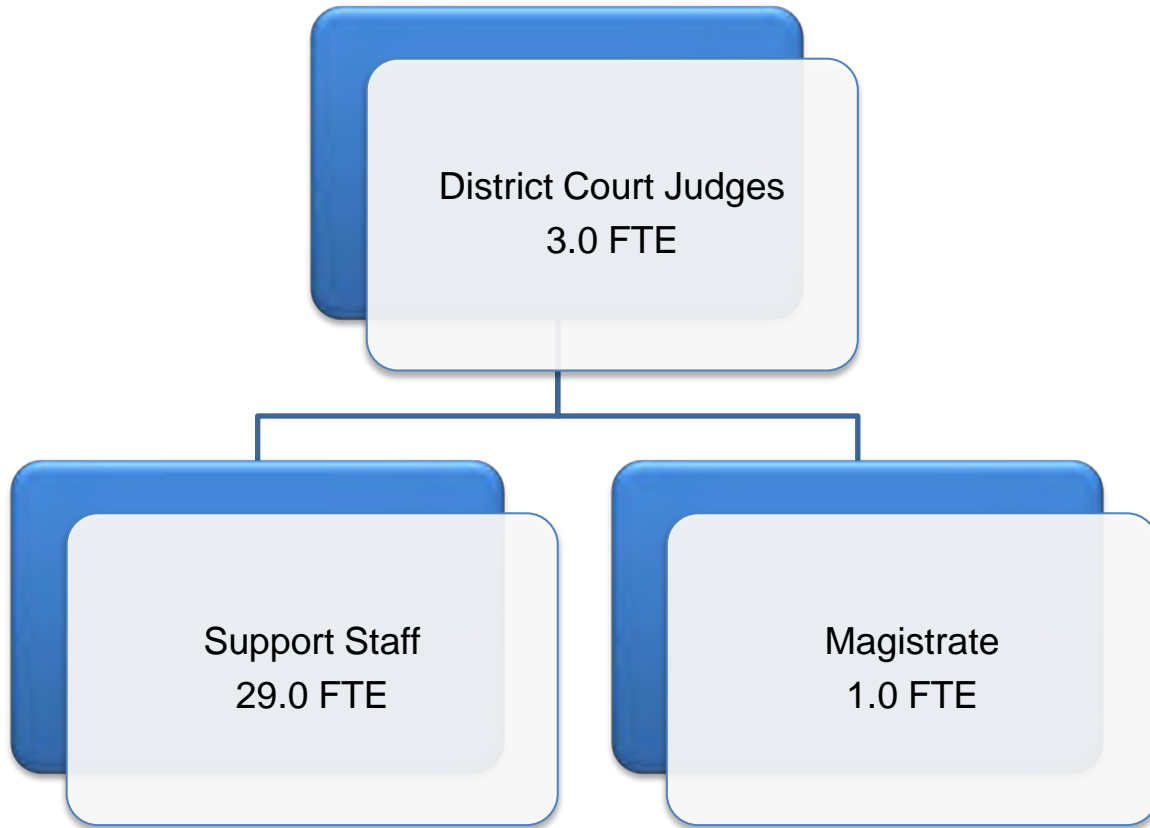 District Court Judges
3.0 FTE
Support Staff
29.0 FTE
Magistrate
1.0 FTE